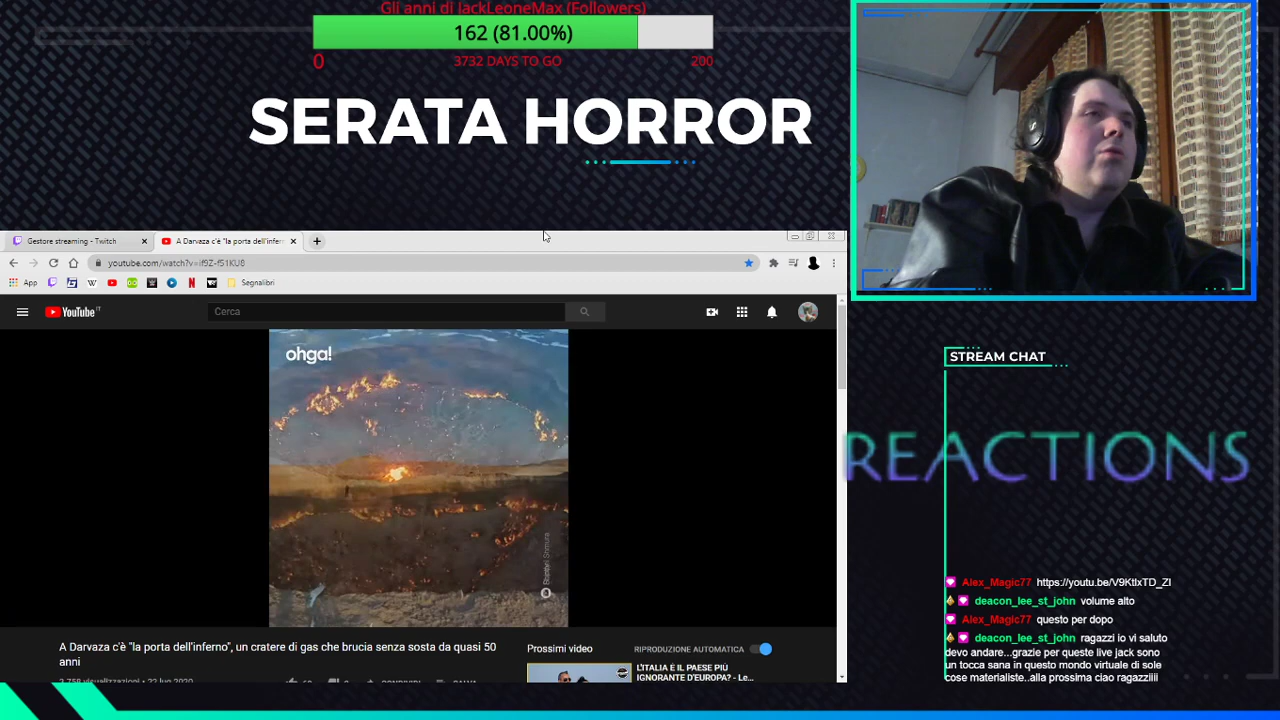 Gli anni di IackLeoneMax (Followers)
162 (81.00%)
0
3732 DAYS TO GO
200
SERATA HORROR
Gestore streaming - Twitch
A Darvaza c'è "la porta dell'infern
youtube.com/watch?v=if9Z-f51KU8
App
Segnalibri
YouTube IT
Cerca
ohga!
A Darvaza c'è "la porta dell'inferno", un cratere di gas che brucia senza sosta da quasi 50
anni
Prossimi video
RIPRODUZIONE AUTOMATICA
L'ITALIA È IL PAESE PIÙ
IGNORANTE D'EUROPA? - Le...
STREAM CHAT
REACTIONS
Alex_Magic77 https://youtu.be/V9KtlxTD_ZI
deacon_lee_st_john volume alto
Alex_Magic77 questo per dopo
deacon_lee_st_john ragazzi io vi saluto
devo andare...grazie per queste live jack sono
un tocca sana in questo mondo virtuale di sole
cose materialiste..alla prossima ciao ragazziiii